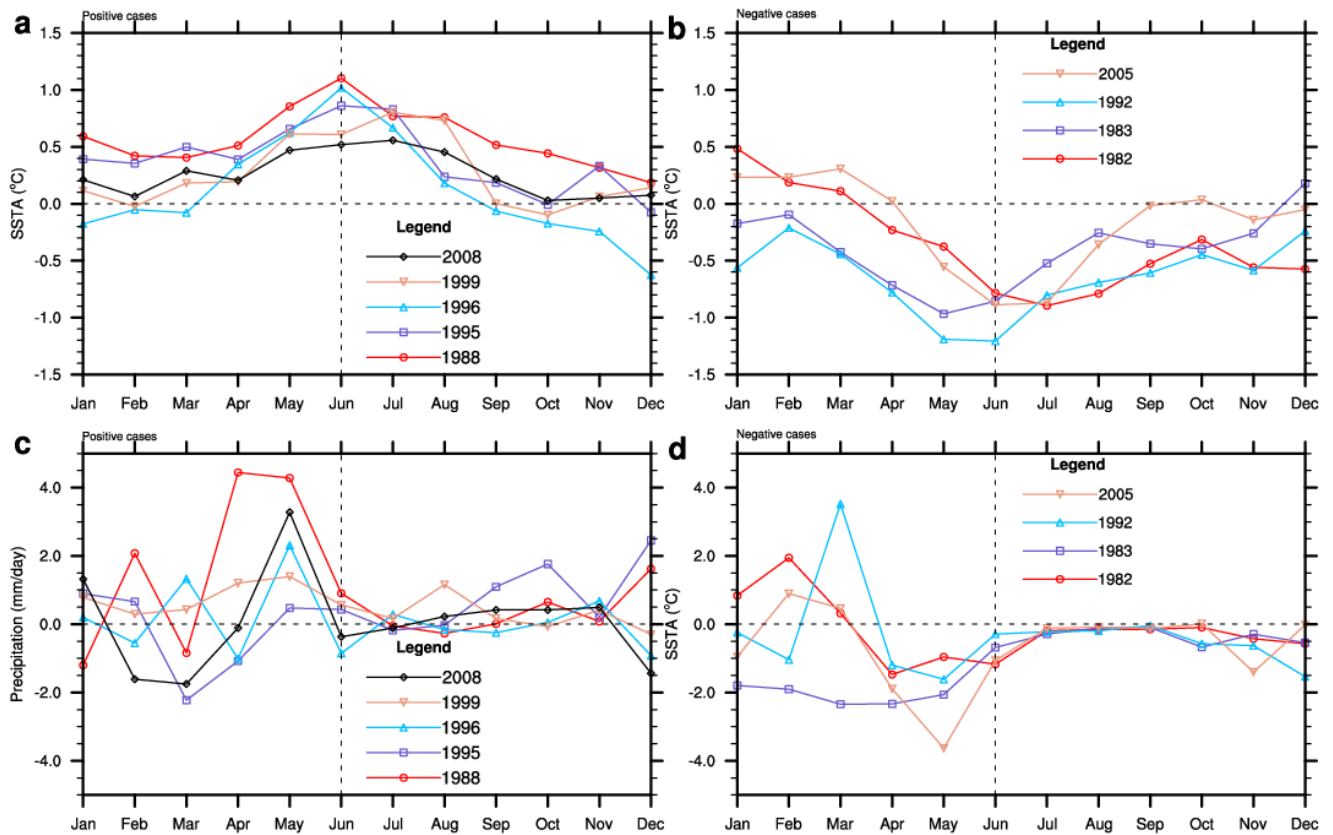 a
Positive cases
1.5
1.0
0.5
0.0
-0.5
-1.0
-1.5
SSTA (°C)
Legend
2008
1999
1996
1995
1988
Jan Feb Mar Apr May Jun Jul Aug Sep Oct Nov Dec
b
Negative cases
1.5
1.0
0.5
0.0
-0.5
-1.0
-1.5
SSTA (°C)
Legend
2005
1992
1983
1982
Jan Feb Mar Apr May Jun Jul Aug Sep Oct Nov Dec
c
Positive cases
4.0
2.0
0.0
-2.0
-4.0
Precipitation (mm/day)
Legend
2008
1999
1996
1995
1988
Jan Feb Mar Apr May Jun Jul Aug Sep Oct Nov Dec
d
Negative cases
4.0
2.0
0.0
-2.0
-4.0
SSTA (°C)
Legend
2005
1992
1983
1982
Jan Feb Mar Apr May Jun Jul Aug Sep Oct Nov Dec